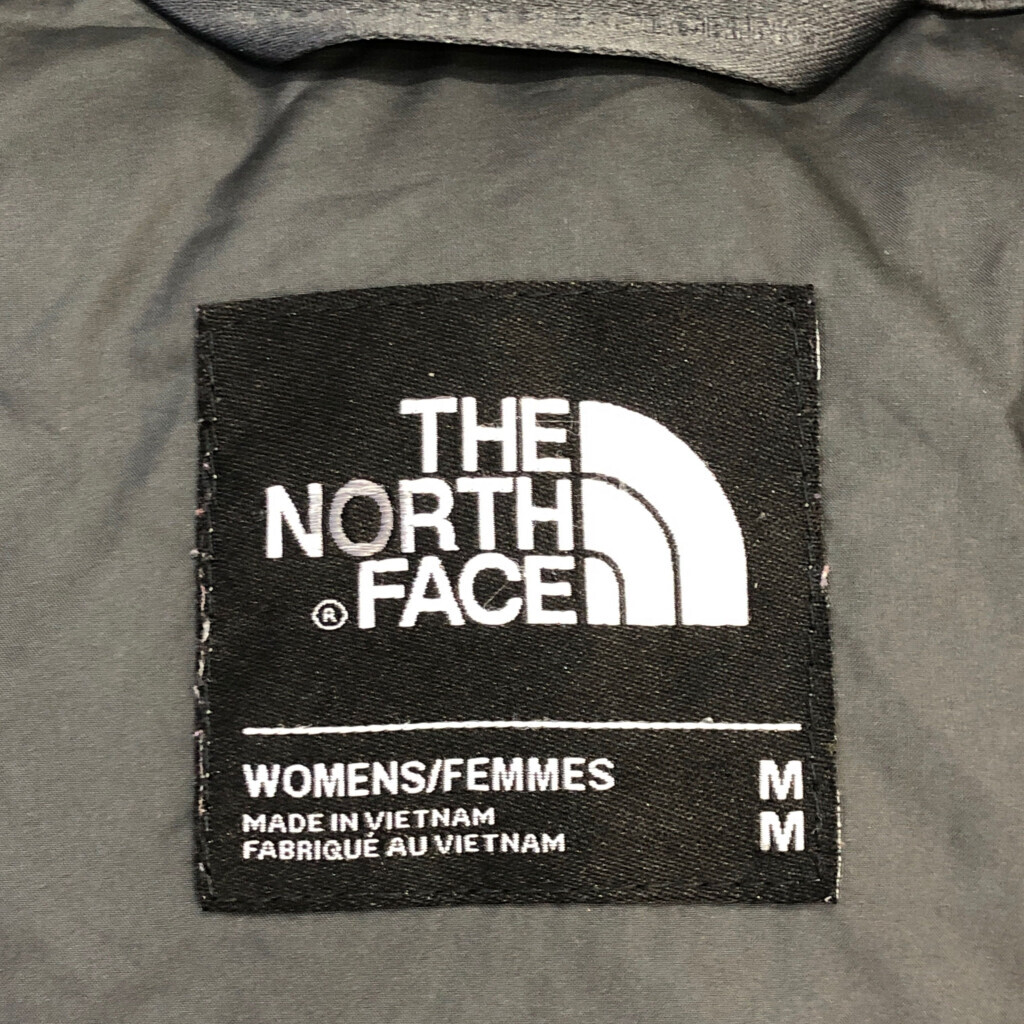 THE
NORTH
® FACE
WOMENS/FEMMES M
MADE IN VIETNAM M
FABRIQUÉ AU VIETNAM